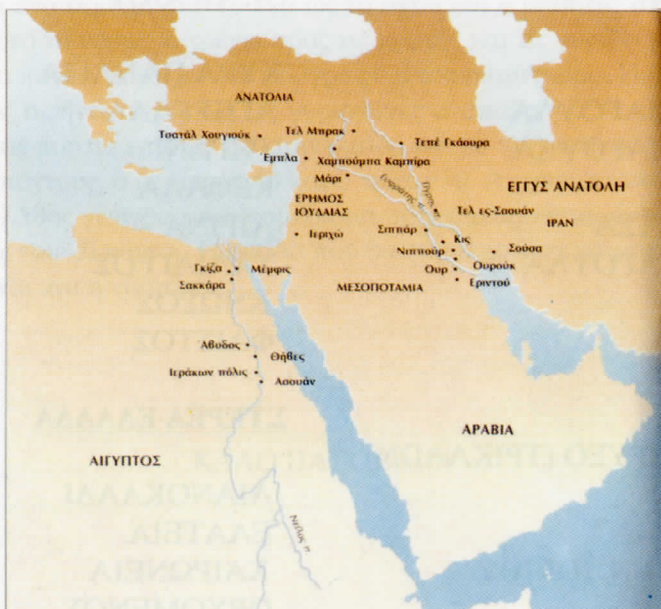 ΑΝΑΤΟΛΙΑ
Τσατάλ Χουγιούκ
Τελ Μπρακ
Τεπέ Γκάουρα
Εμπλα
Χαμπούμπα Καμπίρα
Μάρι
Ευφράτης π.
Τίγρης π.
ΕΓΓΥΣ ΑΝΑΤΟΛΗ
ΕΡΗΜΟΣ
ΙΟΥΔΑΙΑΣ
Τελ ες-Σαουάν
ΙΡΑΝ
Ιεριχώ
Σιππάρ
Κις
Νιππούρ
Σούσα
Γκίζα
Μέμφις
Ουρ
Ουρούκ
Σακκάρα
ΜΕΣΟΠΟΤΑΜΙΑ
Εριντού
Αβυδος
Θήβες
Ιεράκων πόλις
Ασουάν
ΑΡΑΒΙΑ
ΑΙΓΥΠΤΟΣ
Νείλος π.